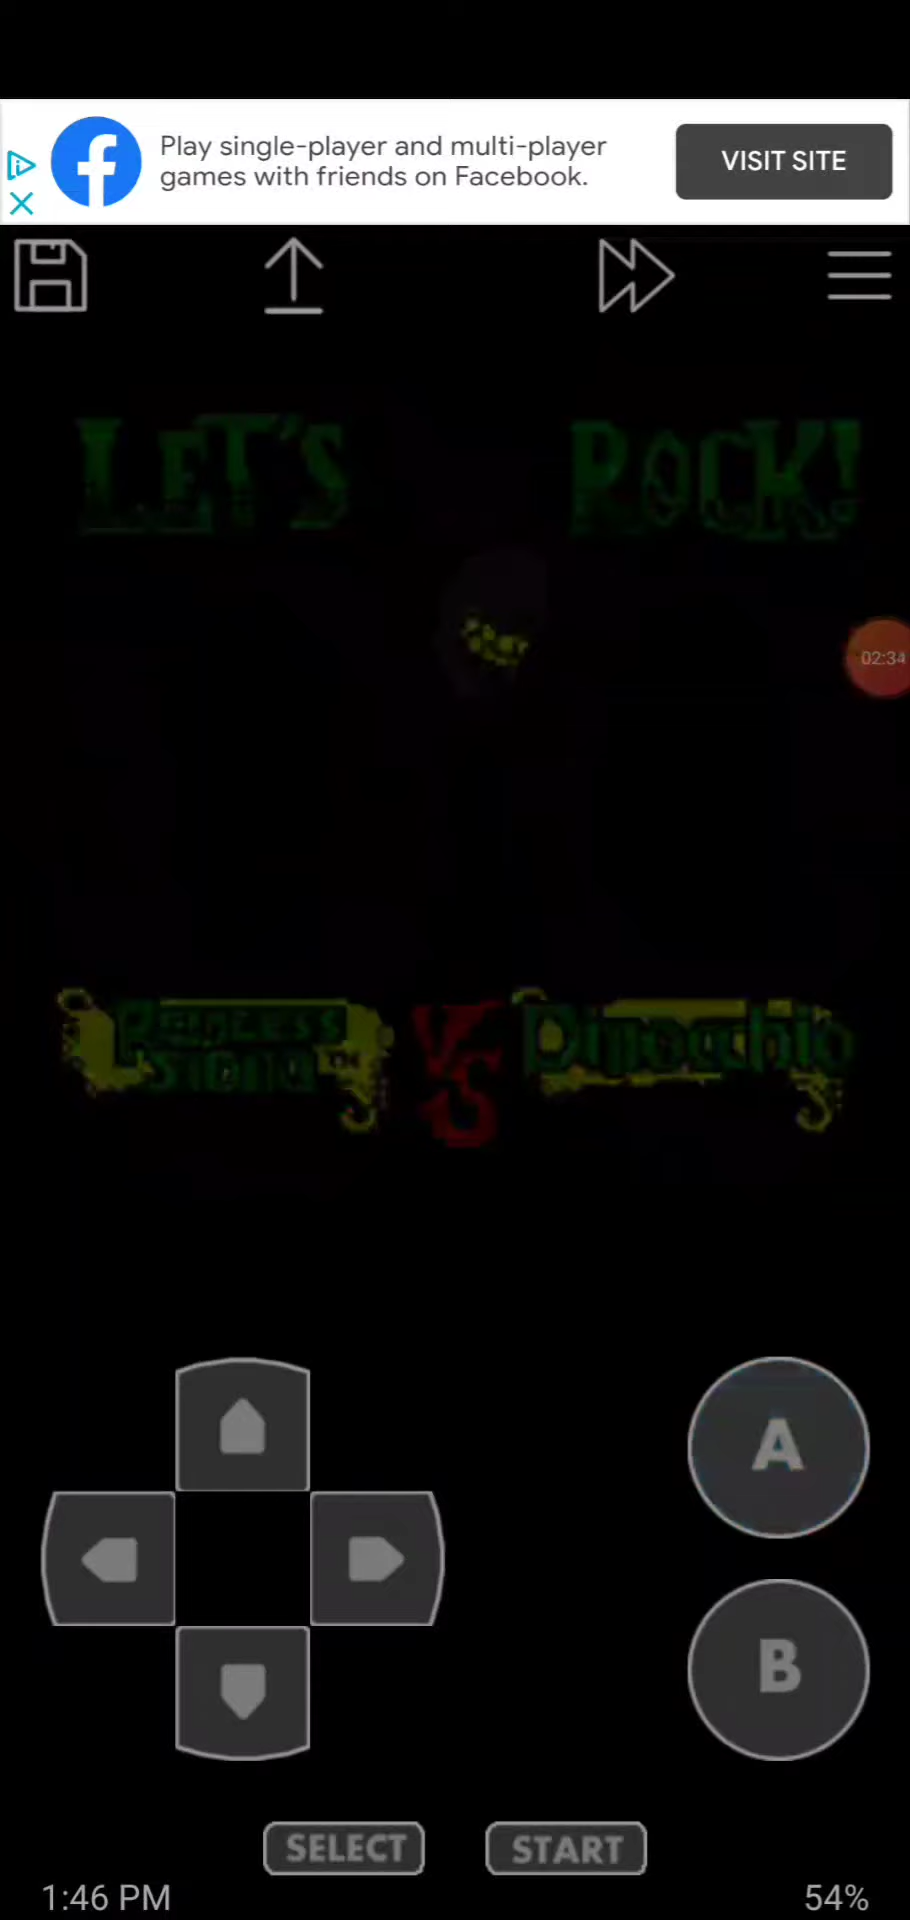 Play single-player and multi-player
games with friends on Facebook.
VISIT SITE
LET'S ROCK!
02:34
PRINCESS
FIONA
VS
Pinocchio
A
B
SELECT
START
1:46 PM
54%